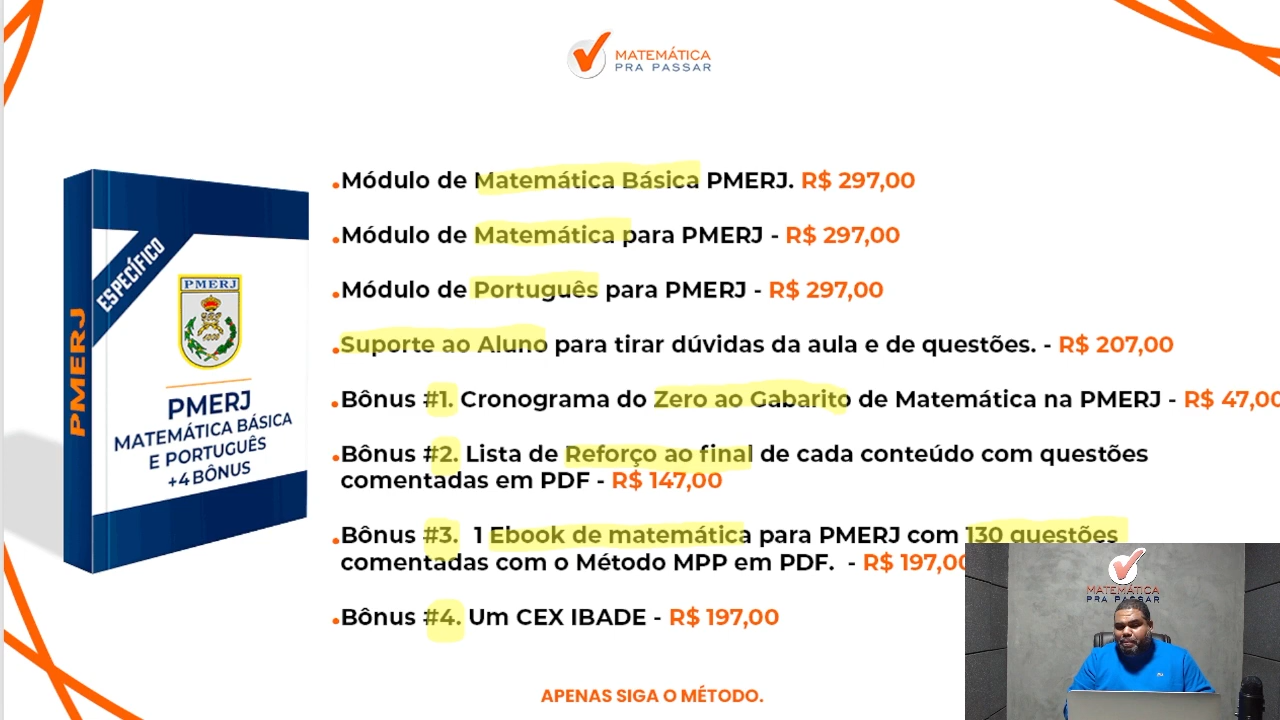 MATEMÁTICA
PRA PASSAR
.Módulo de Matemática Básica PMERJ. R$ 297,00
.Módulo de Matemática para PMERJ - R$ 297,00
.Módulo de Português para PMERJ - R$ 297,00
.Suporte ao Aluno para tirar dúvidas da aula e de questões. - R$ 207,00
.Bônus #1. Cronograma do Zero ao Gabarito de Matemática na PMERJ - R$ 47,00
.Bônus #2. Lista de Reforço ao final de cada conteúdo com questões
comentadas em PDF - R$ 147,00
.Bônus #3. 1 Ebook de matemática para PMERJ com 130 questões
comentadas com o Método MPP em PDF. - R$ 197,00
.Bônus #4. Um CEX IBADE - R$ 197,00
APENAS SIGA O MÉTODO.
PMERJ
ESPECÍFICO
PMERJ
PMERJ
MATEMÁTICA BÁSICA
E PORTUGUÊS
+4 BÔNUS
MATEMÁTICA
PRA PASSAR